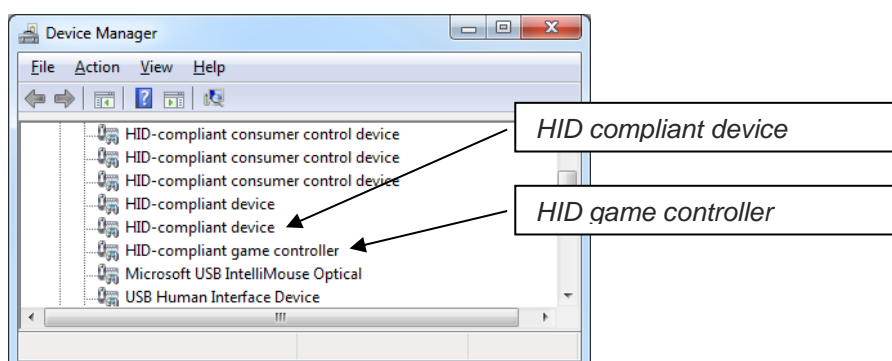 Device Manager
File Action View Help
HID-compliant consumer control device
HID-compliant consumer control device
HID-compliant consumer control device
HID-compliant device
HID-compliant device
HID-compliant game controller
Microsoft USB IntelliMouse Optical
USB Human Interface Device
HID compliant device
HID game controller